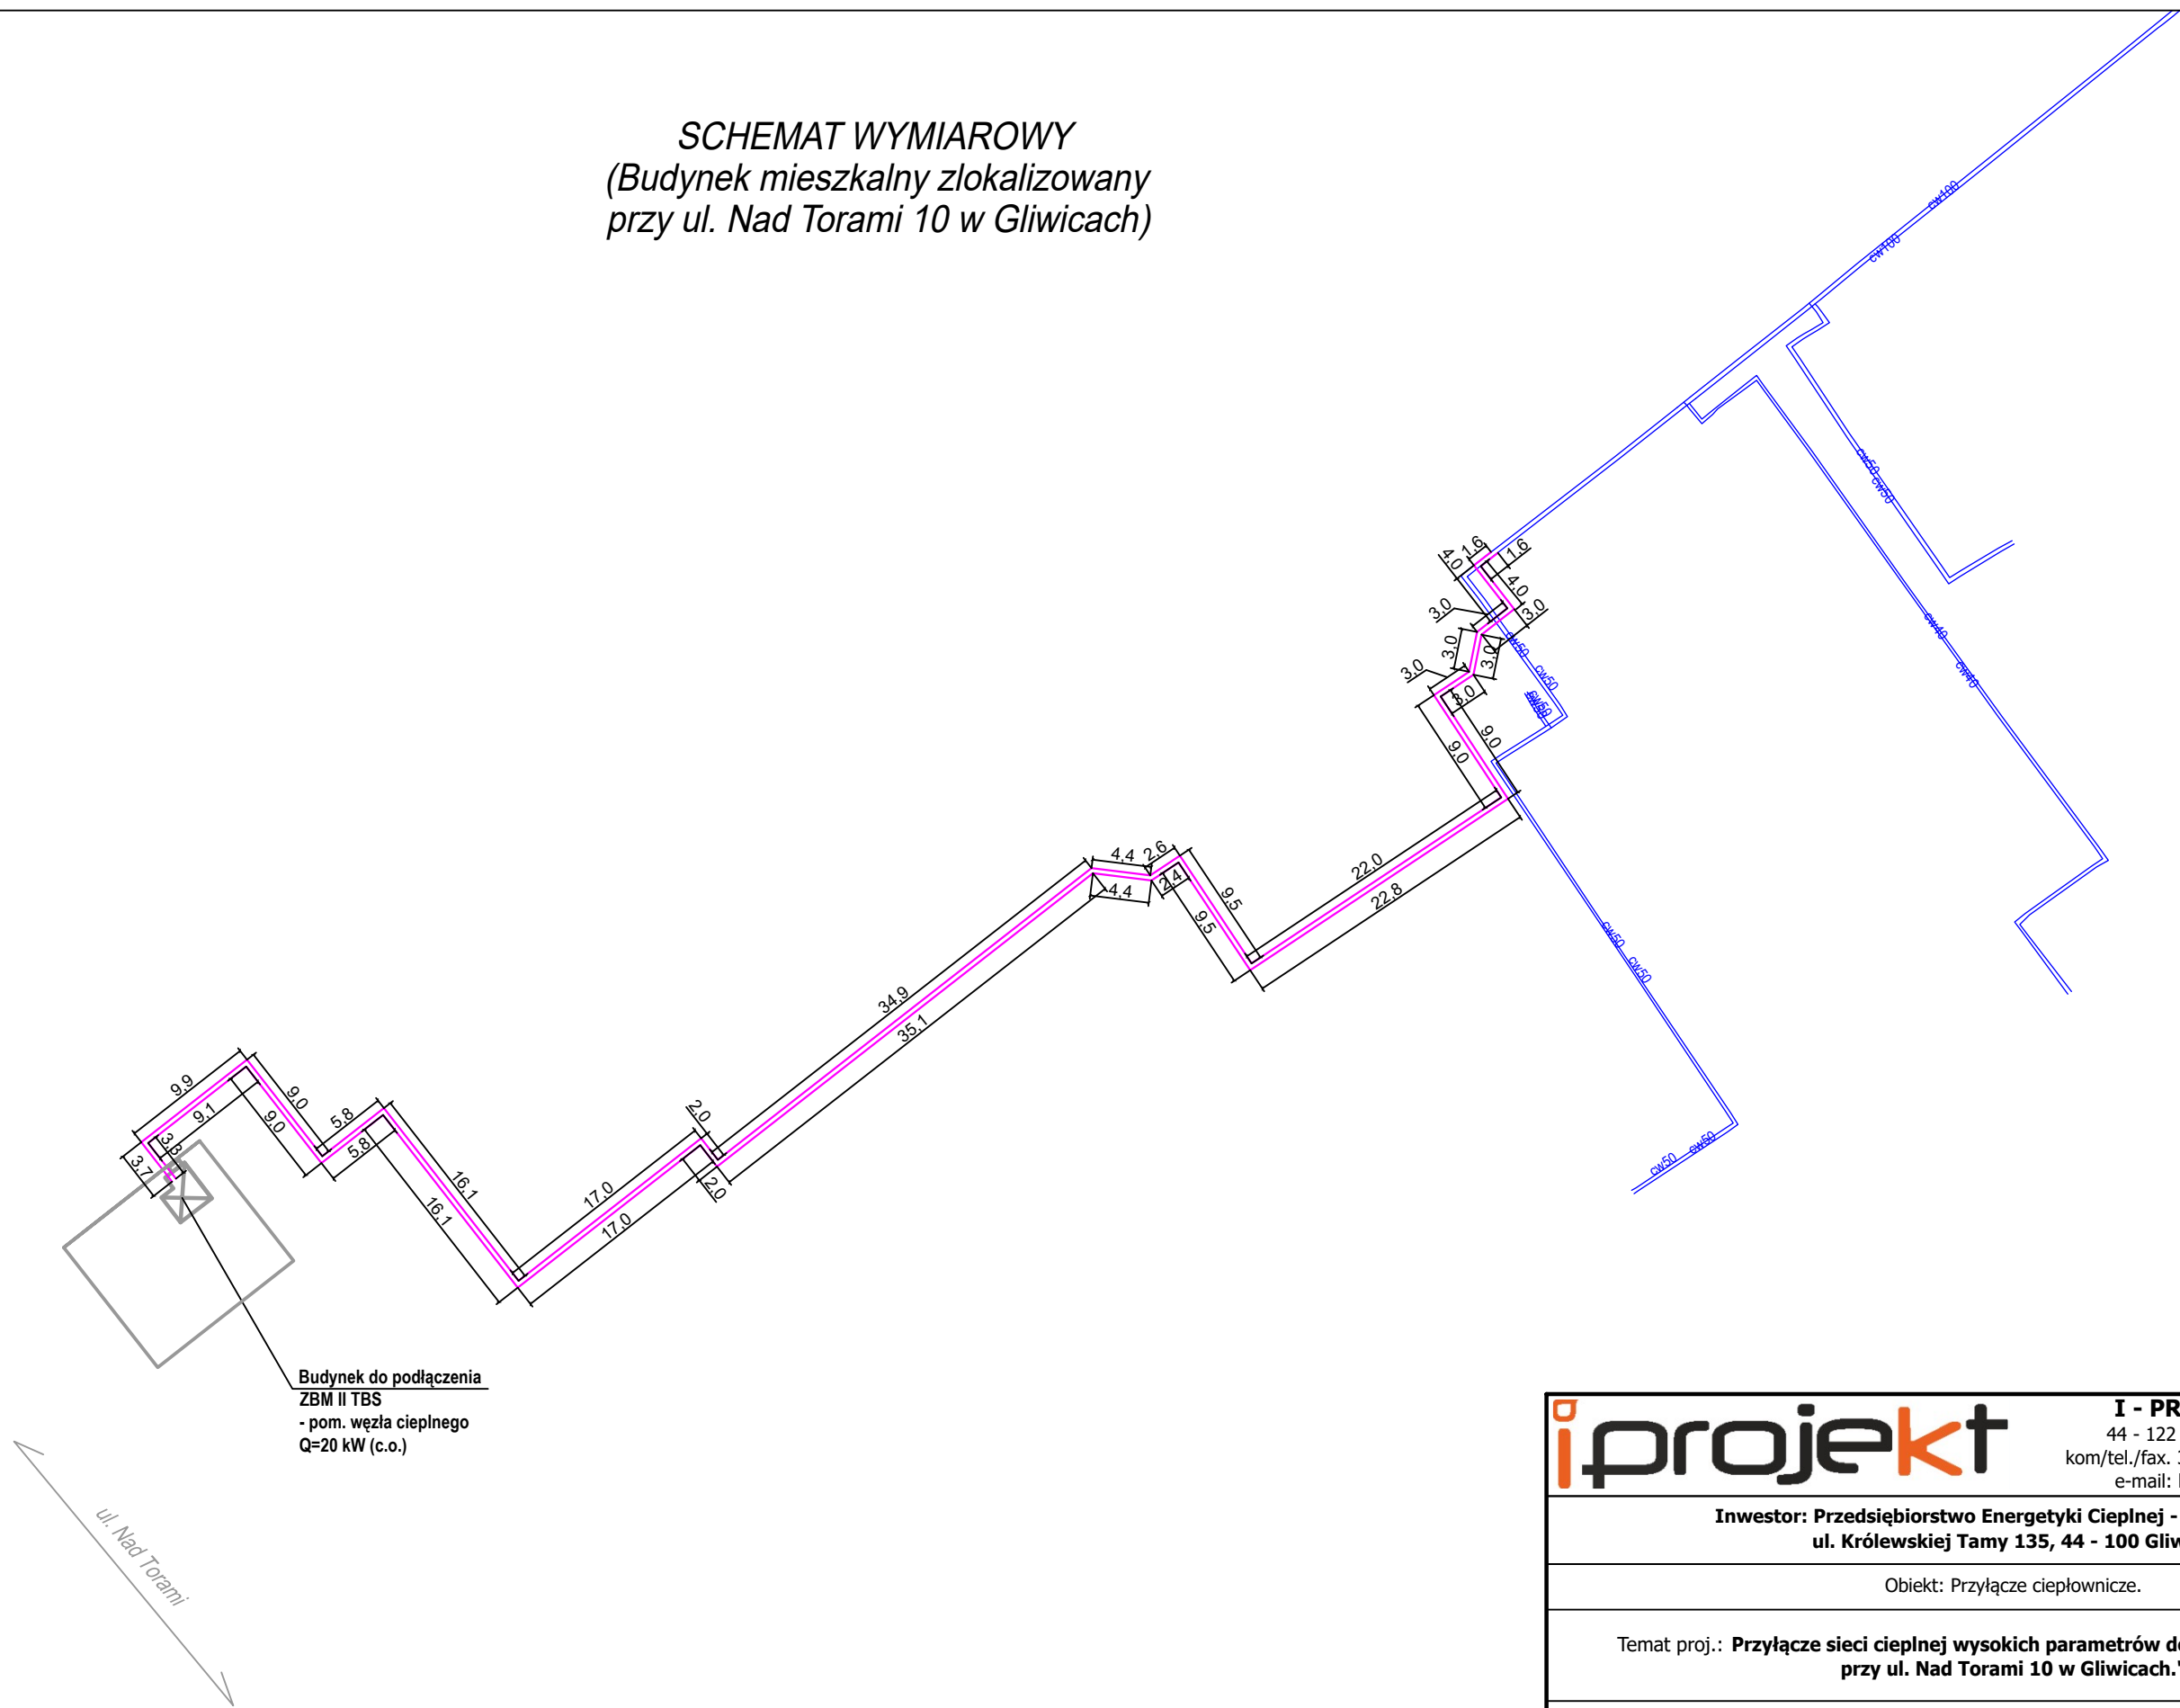 SCHEMAT WYMIAROWY
(Budynek mieszkalny zlokalizowany
przy ul. Nad Torami 10 w Gliwicach)
cw100
cw100
cw50
cw50
cw40
cw40
1,6
1,6
4,0
4,0
3,0
3,0
3,0
3,0
3,0
3,0
cw50
cw50
cw50
cw50
9,0
9,0
22,0
22,8
4,4
2,6
4,4
2,4
9,5
9,5
cw50
cw50
cw50
cw50
34,9
35,1
2,0
2,0
17,0
17,0
16,1
16,1
5,8
5,8
9,0
9,0
9,9
9,1
3,3
3,7
Budynek do podłączenia
ZBM II TBS
- pom. węzła cieplnego
Q=20 kW (c.o.)
ul. Nad Torami
iprojekt
I - PR
44 - 122
kom/tel./fax.
e-mail:
Inwestor: Przedsiębiorstwo Energetyki Cieplnej -
ul. Królewskiej Tamy 135, 44 - 100 Gliw
Obiekt: Przyłącze ciepłownicze.
Temat proj.: Przyłącze sieci cieplnej wysokich parametrów d
przy ul. Nad Torami 10 w Gliwicach."